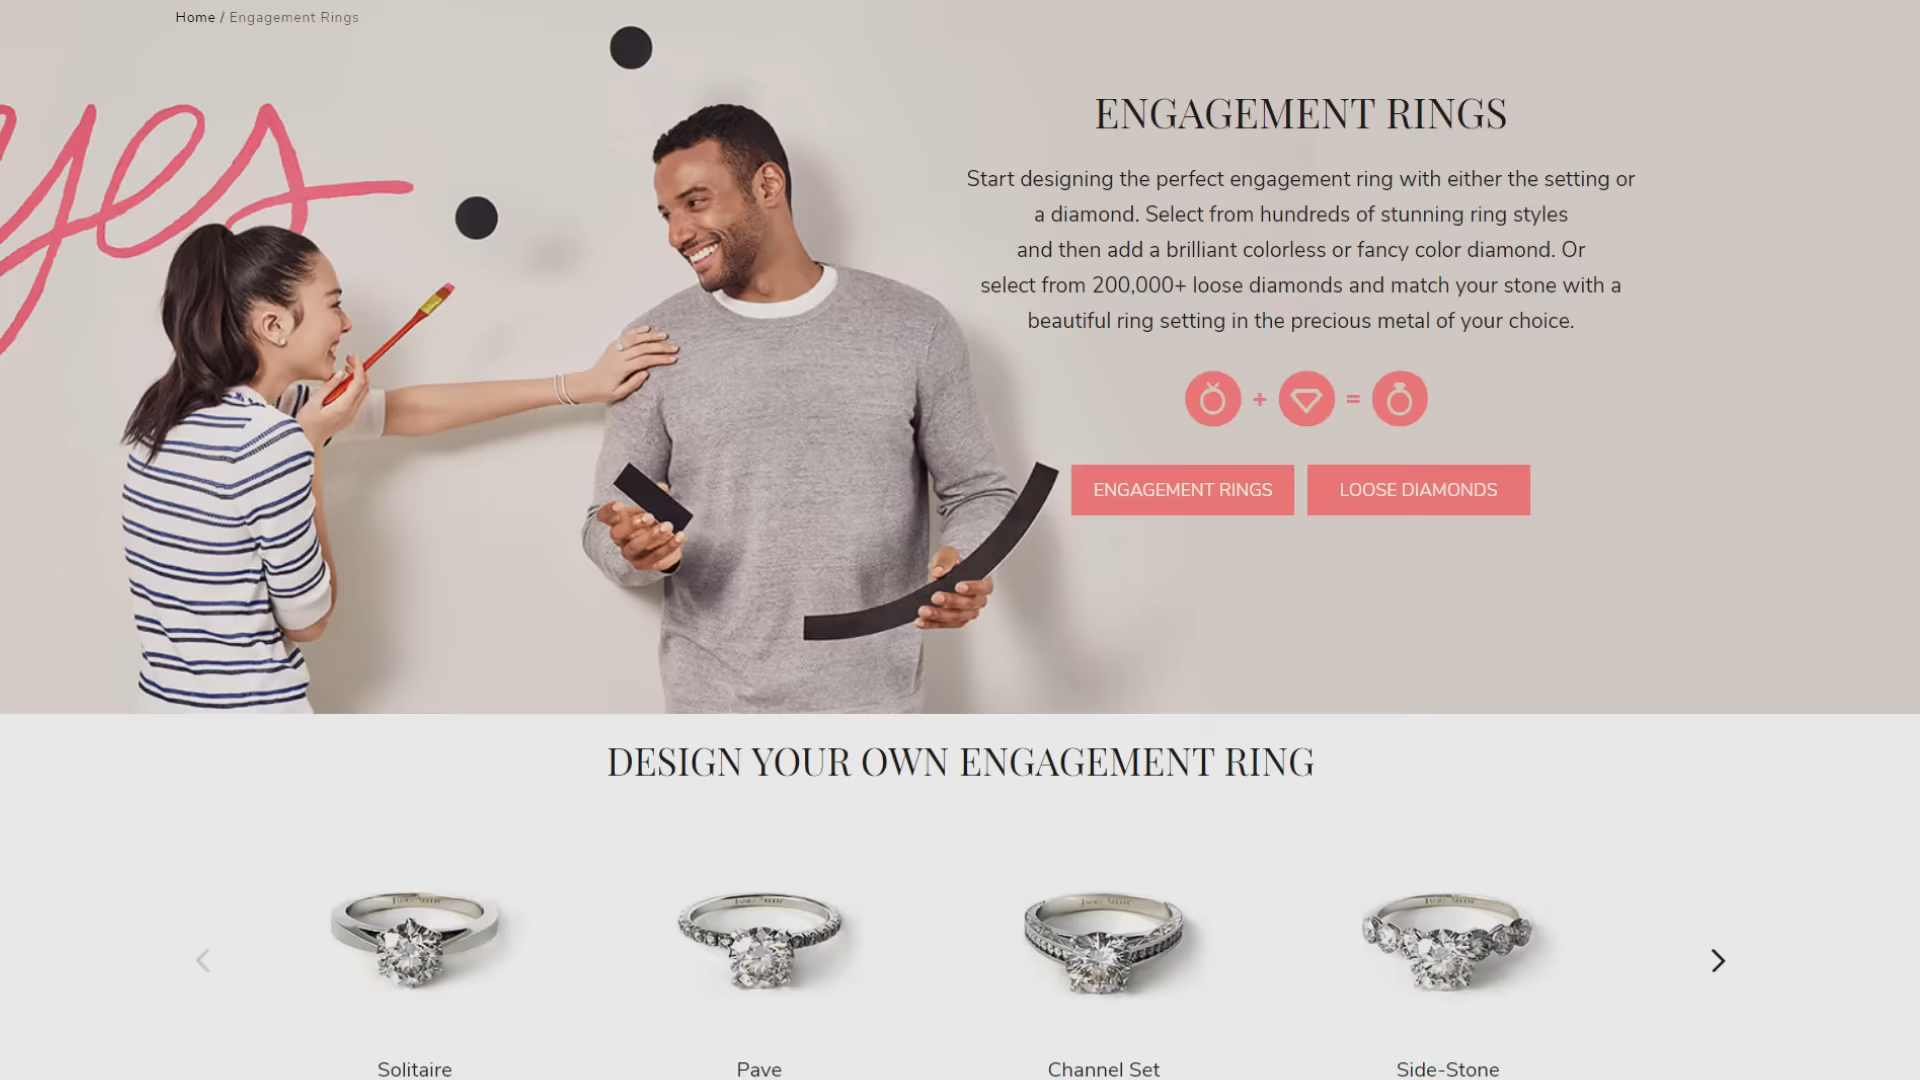 Home / Engagement Rings
yes
ENGAGEMENT RINGS
Start designing the perfect engagement ring with either the setting or
a diamond. Select from hundreds of stunning ring styles
and then add a brilliant colorless or fancy color diamond. Or
select from 200,000+ loose diamonds and match your stone with a
beautiful ring setting in the precious metal of your choice.
+ =
ENGAGEMENT RINGS LOOSE DIAMONDS
DESIGN YOUR OWN ENGAGEMENT RING
Solitaire Pave Channel Set Side-Stone